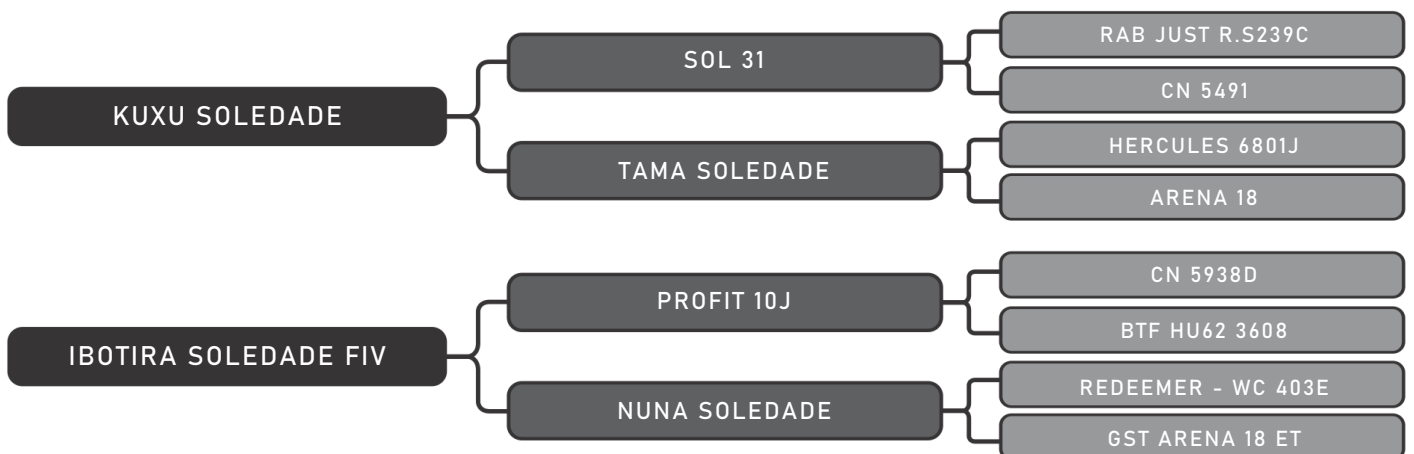 KUXU SOLEDADE
SOL 31
TAMA SOLEDADE
RAB JUST R.S239C
CN 5491
HERCULES 6801J
ARENA 18
IBOTIRA SOLEDADE FIV
PROFIT 10J
NUNA SOLEDADE
CN 5938D
BTF HU62 3608
REDEEMER - WC 403E
GST ARENA 18 ET